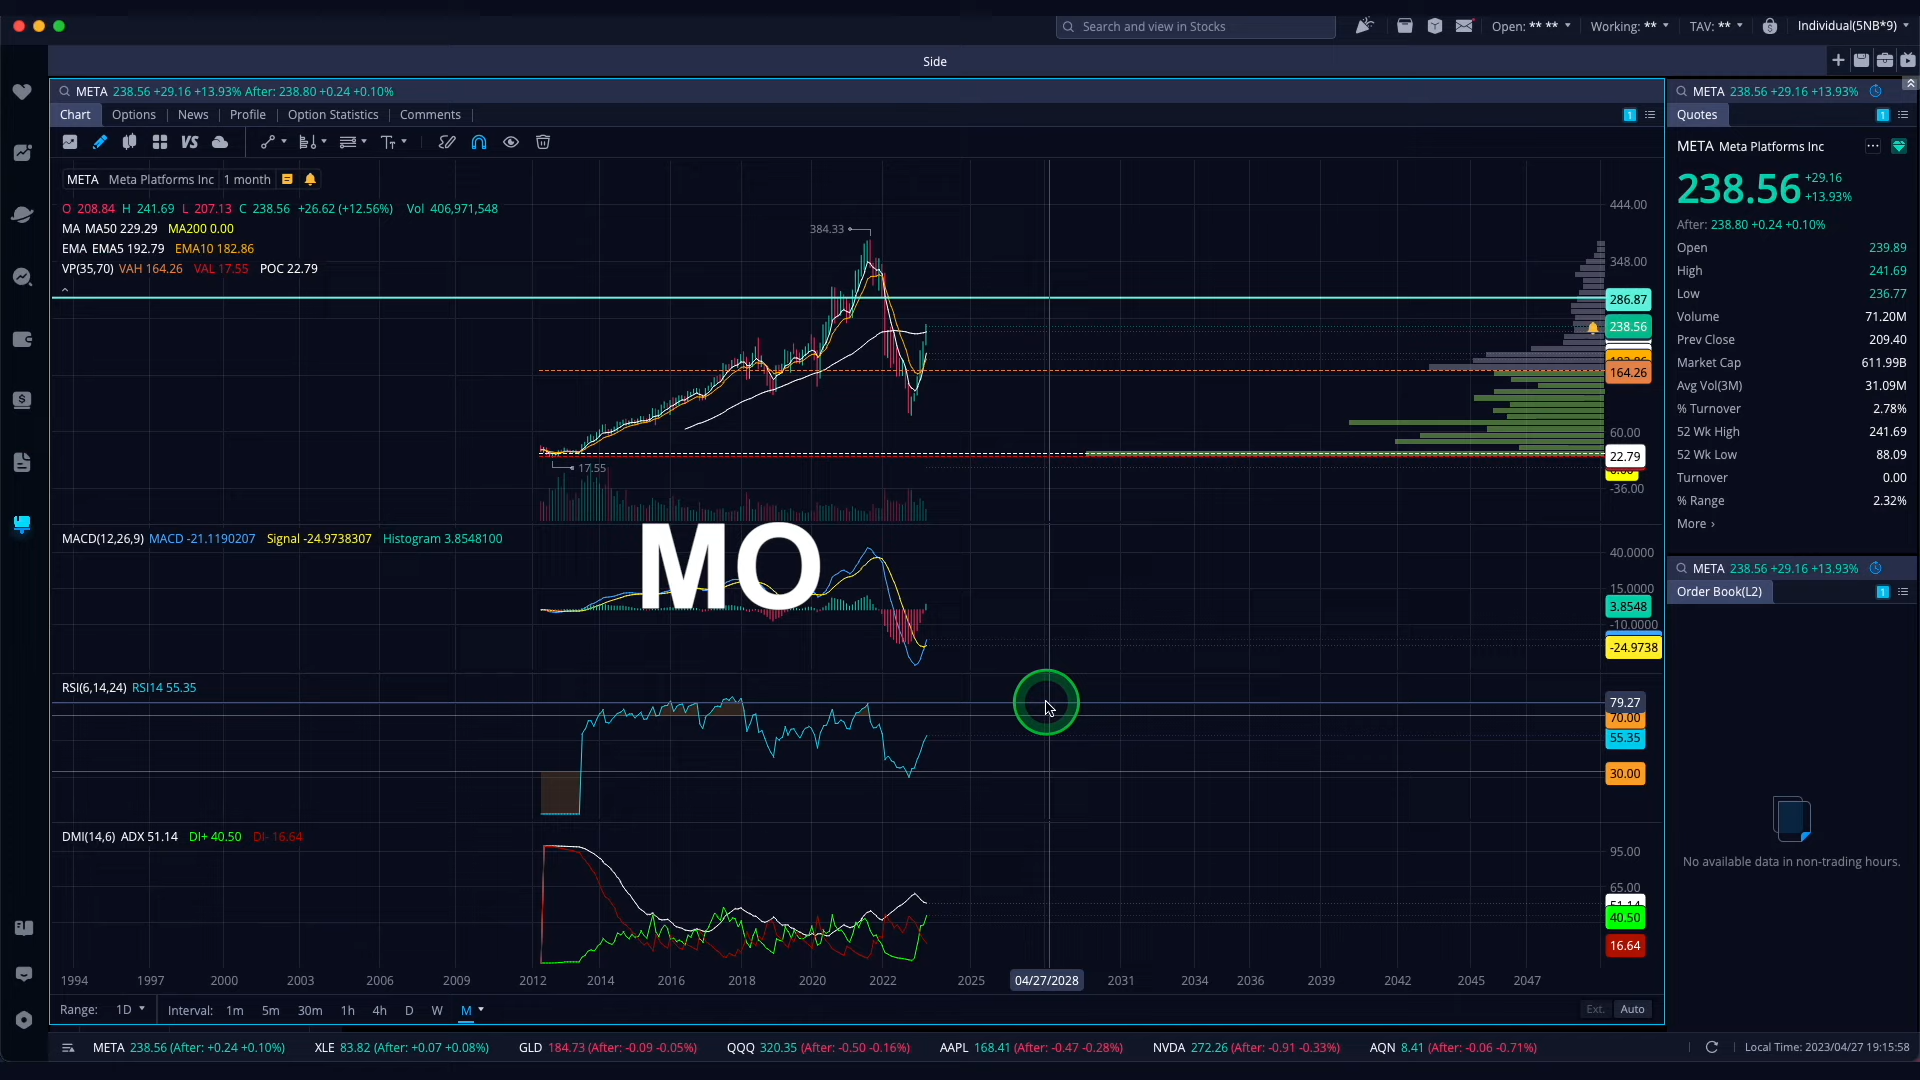 Search and view in Stocks
Open: ** **
Working: **
TAV: **
Individual(5NB*9)
Side
META 238.56 +29.16 +13.93% After: 238.80 +0.24 +0.10%
Chart Options News Profile Option Statistics Comments
1
VS
META Meta Platforms Inc 1 month
O 208.84 H 241.69 L 207.13 C 238.56 +26.62 (+12.56%) Vol 406,971,548
MA MA50 229.29 MA200 0.00
EMA EMA5 192.79 EMA10 182.86
VP(35,70) VAH 164.26 VAL 17.55 POC 22.79
384.33
17.55
444.00
348.00
286.87
238.56
164.26
60.00
22.79
-36.00
MO
MACD(12,26,9) MACD -21.1190207 Signal -24.9738307 Histogram 3.8548100
40.0000
15.0000
3.8548
-10.0000
-24.9738
RSI(6,14,24) RSI14 55.35
79.27
70.00
55.35
30.00
DMI(14,6) ADX 51.14 DI+ 40.50 DI- 16.64
95.00
65.00
51.14
40.50
16.64
1994 1997 2000 2003 2006 2009 2012 2014 2016 2018 2020 2022 2025 04/27/2028 2031 2034 2036 2039 2042 2045 2047
Range: 1D Interval: 1m 5m 30m 1h 4h D W M
Ext. Auto
META 238.56 +29.16 +13.93%
Quotes
1
META Meta Platforms Inc
238.56
+29.16
+13.93%
After: 238.80 +0.24 +0.10%
Open 239.89
High 241.69
Low 236.77
Volume 71.20M
Prev Close 209.40
Market Cap 611.99B
Avg Vol(3M) 31.09M
% Turnover 2.78%
52 Wk High 241.69
52 Wk Low 88.09
Turnover 0.00
% Range 2.32%
More
META 238.56 +29.16 +13.93%
Order Book(L2)
1
No available data in non-trading hours.
META 238.56 (After: +0.24 +0.10%) XLE 83.82 (After: +0.07 +0.08%) GLD 184.73 (After: -0.09 -0.05%) QQQ 320.35 (After: -0.50 -0.16%) AAPL 168.41 (After: -0.47 -0.28%) NVDA 272.26 (After: -0.91 -0.33%) AQN 8.41 (After: -0.06 -0.71%)
Local Time: 2023/04/27 19:15:58